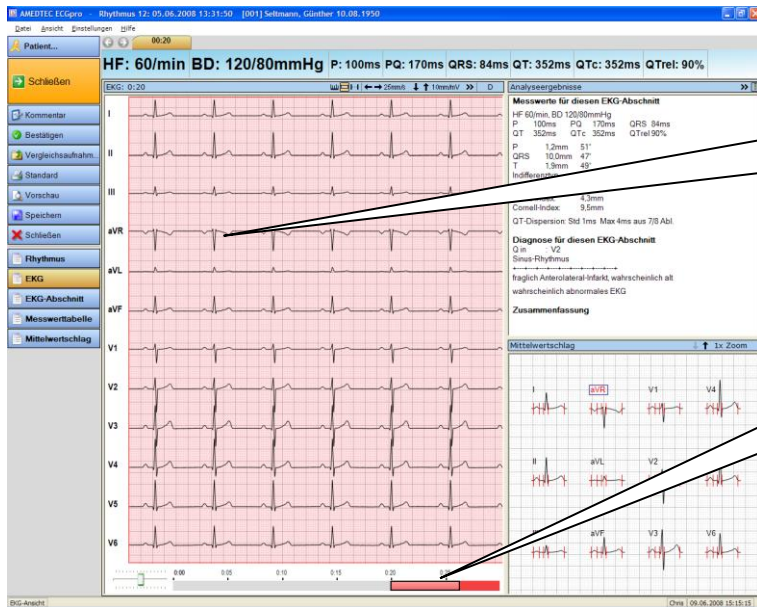 AMEDTEC ECGpro - Rhythmus 12: 05.06.2008 13:31:50 [001] Seltmann, Günther 10.08.1950
Datei Ansicht Einstellungen Hilfe
Patient...
00:20
HF: 60/min BD: 120/80mmHg P: 100ms PQ: 170ms QRS: 84ms QT: 352ms QTc: 352ms QTrel: 90%
Schließen
EKG: 0:20
25mm/s
10mm/mV
D
Kommentar
Bestätigen
Vergleichsaufnahm.
Standard
Vorschau
Speichern
Schließen
Rhythmus
EKG
EKG-Abschnitt
Messwerttabelle
Mittelwertschlag
I
II
III
aVR
aVL
aVF
V1
V2
V3
V4
V5
V6
0:00 0:05 0:10 0:15 0:20
Analyseergebnisse
Messwerte für diesen EKG-Abschnitt
HF 60/min, BD 120/80mmHg
P 100ms PQ 170ms QRS 84ms
QT 352ms QTc 352ms QTrel 90%
P 1,2mm 51°
QRS 10,0mm 47°
T 1,9mm 49°
4,3mm
Cornell-Index: 9,5mm
QT-Dispersion: Std 1ms Max 4ms aus 7/8 Abl.
Diagnose für diesen EKG-Abschnitt
Q in : V2
Sinus-Rhythmus
fraglich Anterolateral-Infarkt, wahrscheinlich alt
wahrscheinlich abnormales EKG
Zusammenfassung
Mittelwertschlag
1x Zoom
I aVR V1 V4
II aVL V2
aVF V3 V6
EKG-Ansicht
Chris 09.06.2008 15:15:15